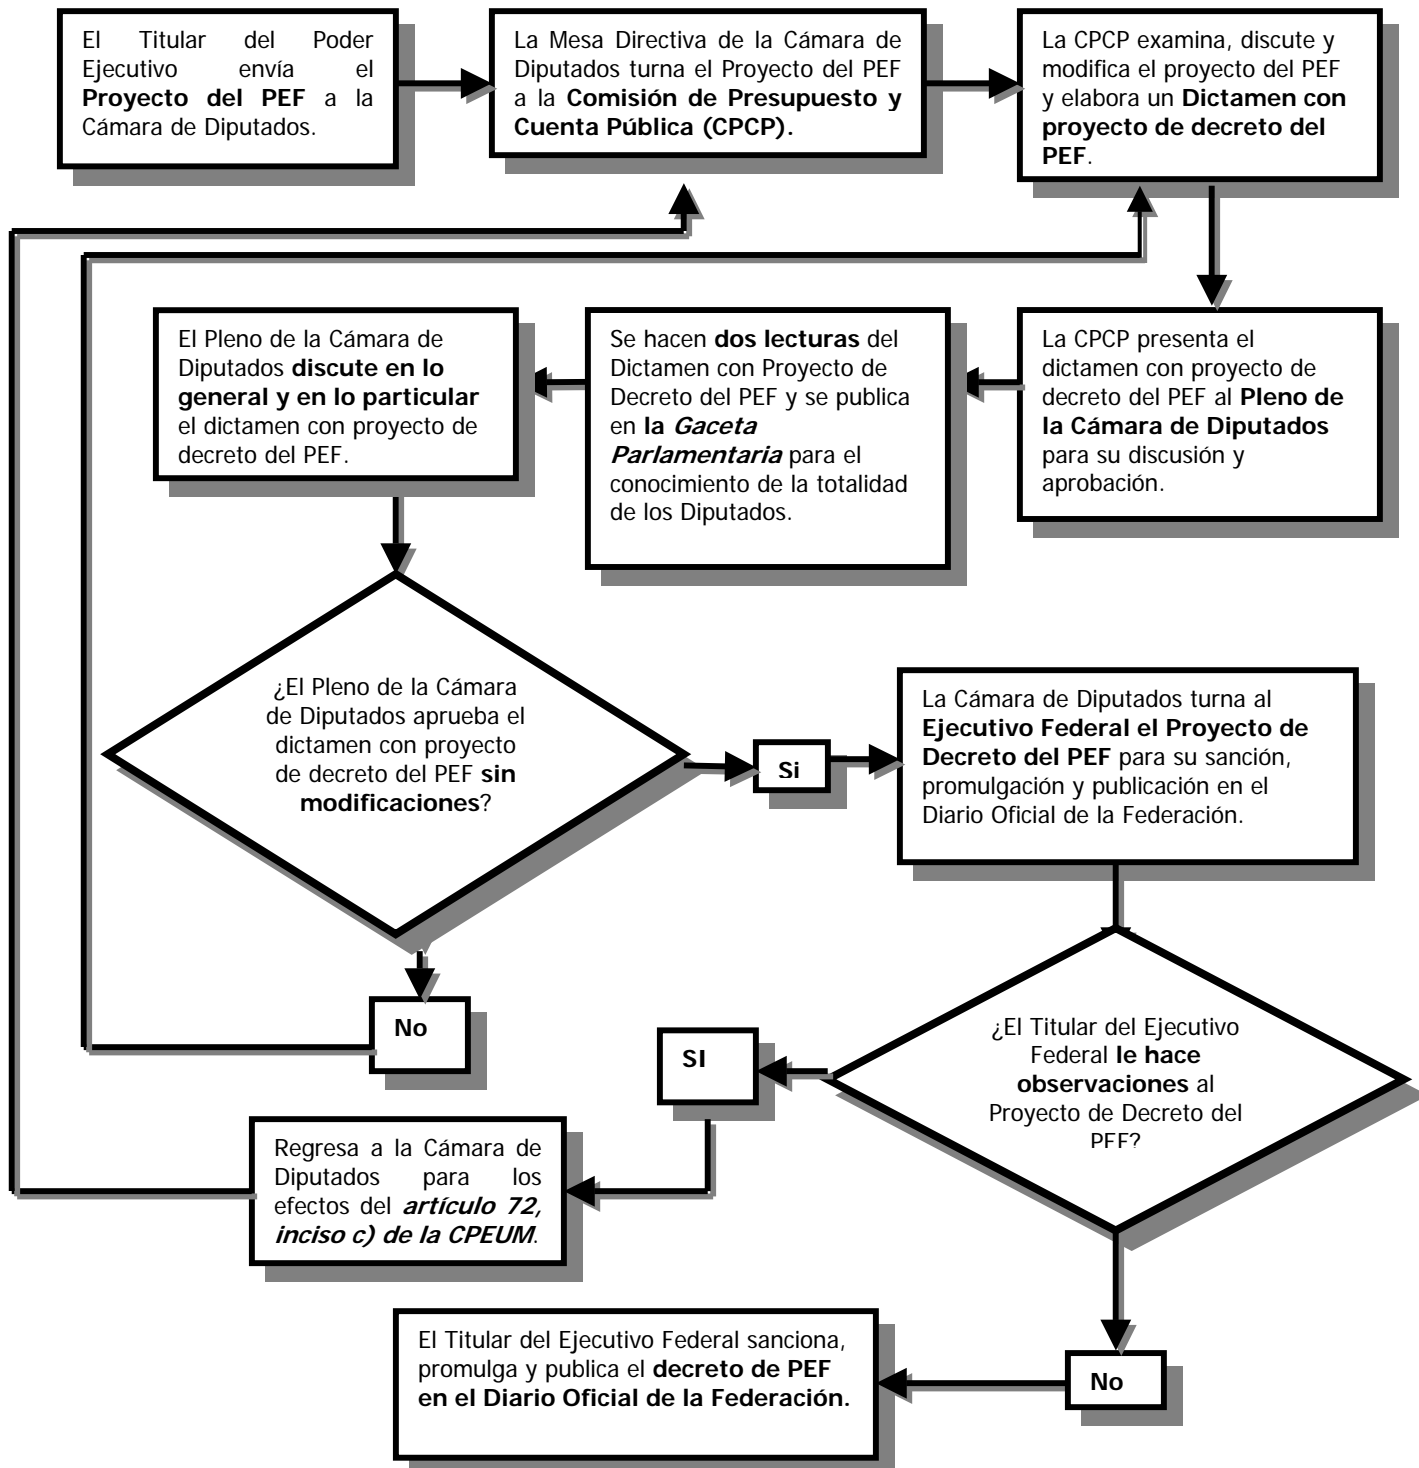 El Titular del Poder
Ejecutivo envía el
Proyecto del PEF a la
Cámara de Diputados.
La Mesa Directiva de la Cámara de
Diputados turna el Proyecto del PEF
a la Comisión de Presupuesto y
Cuenta Pública (CPCP).
La CPCP examina, discute y
modifica el proyecto del PEF
y elabora un Dictamen con
proyecto de decreto del
PEF.
El Pleno de la Cámara de
Diputados discute en lo
general y en lo particular
el dictamen con proyecto de
decreto del PEF.
Se hacen dos lecturas del
Dictamen con Proyecto de
Decreto del PEF y se publica
en la Gaceta
Parlamentaria para el
conocimiento de la totalidad
de los Diputados.
La CPCP presenta el
dictamen con proyecto de
decreto del PEF al Pleno de
la Cámara de Diputados
para su discusión y
aprobación.
¿El Pleno de la Cámara
de Diputados aprueba el
dictamen con proyecto
de decreto del PEF sin
modificaciones?
Si
La Cámara de Diputados turna al
Ejecutivo Federal el Proyecto de
Decreto del PEF para su sanción,
promulgación y publicación en el
Diario Oficial de la Federación.
No
SI
¿El Titular del Ejecutivo
Federal le hace
observaciones al
Proyecto de Decreto del
PEF?
Regresa a la Cámara de
Diputados para los
efectos del artículo 72,
inciso c) de la CPEUM.
El Titular del Ejecutivo Federal sanciona,
promulga y publica el decreto de PEF
en el Diario Oficial de la Federación.
No